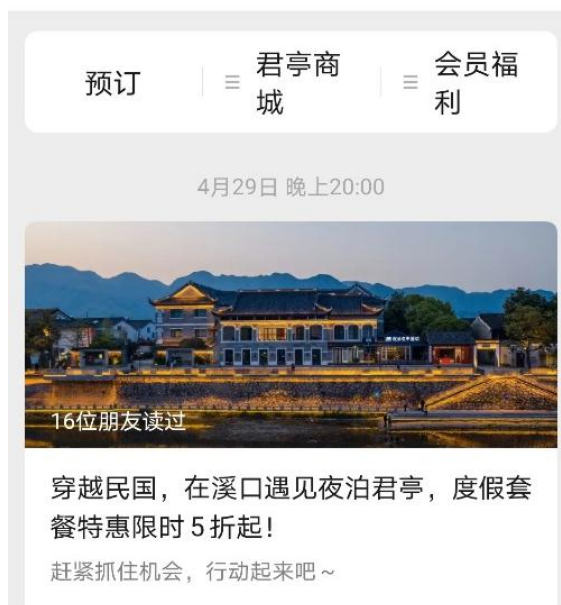 预订
君亭商城
会员福利
4月29日 晚上20:00
16位朋友读过
穿越民国，在溪口遇见夜泊君亭，度假套
餐特惠限时5折起！
赶紧抓住机会，行动起来吧～